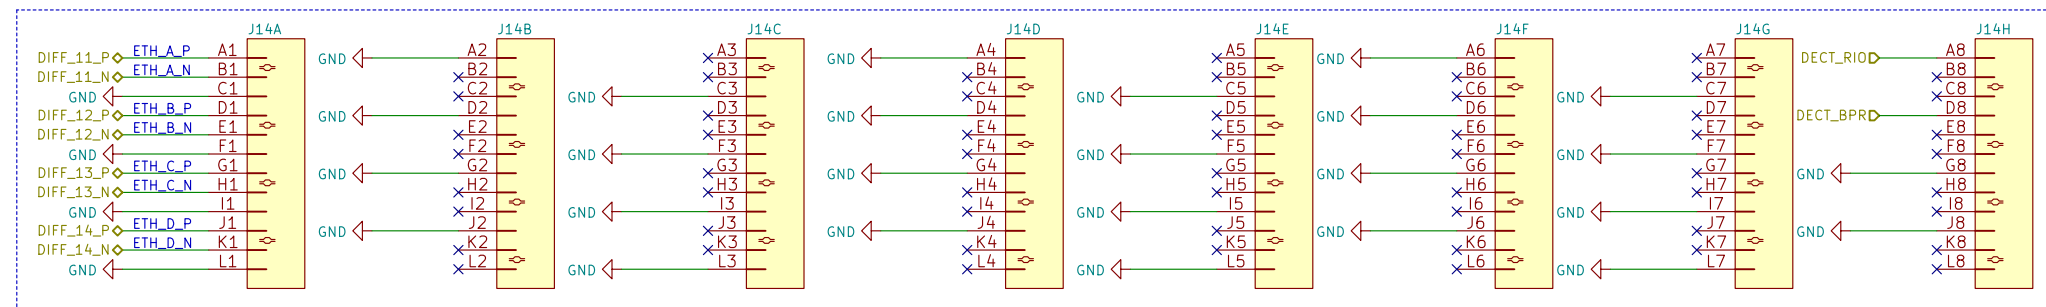 J14A J14B J14C J14D J14E J14F J14G J14H
DIFF_11_P ETH_A_P A1 GND A2 A3 GND A4 A5 GND A6 A7 DECT_RIO A8
DIFF_11_N ETH_A_N B1 B2 B3 B4 B5 B6 B7 B8
GND C1 C2 GND C3 C4 GND C5 C6 GND C7 C8
DIFF_12_P ETH_B_P D1 GND D2 D3 GND D4 D5 GND D6 D7 DECT_BPR D8
DIFF_12_N ETH_B_N E1 E2 E3 E4 E5 E6 E7 E8
GND F1 F2 GND F3 F4 GND F5 F6 GND F7 F8
DIFF_13_P ETH_C_P G1 GND G2 G3 GND G4 G5 GND G6 G7 GND G8
DIFF_13_N ETH_C_N H1 H2 H3 H4 H5 H6 H7 H8
GND I1 I2 GND I3 I4 GND I5 I6 GND I7 I8
DIFF_14_P ETH_D_P J1 GND J2 J3 GND J4 J5 GND J6 J7 GND J8
DIFF_14_N ETH_D_N K1 K2 K3 K4 K5 K6 K7 K8
GND L1 L2 GND L3 L4 GND L5 L6 GND L7 L8